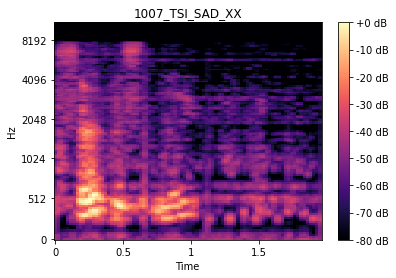 1007_TSI_SAD_XX
+0 dB
8192
-10 dB
4096
-20 dB
-30 dB
2048
Hz
-40 dB
1024
-50 dB
512
-60 dB
-70 dB
0
-80 dB
0
0.5
1
1.5
Time